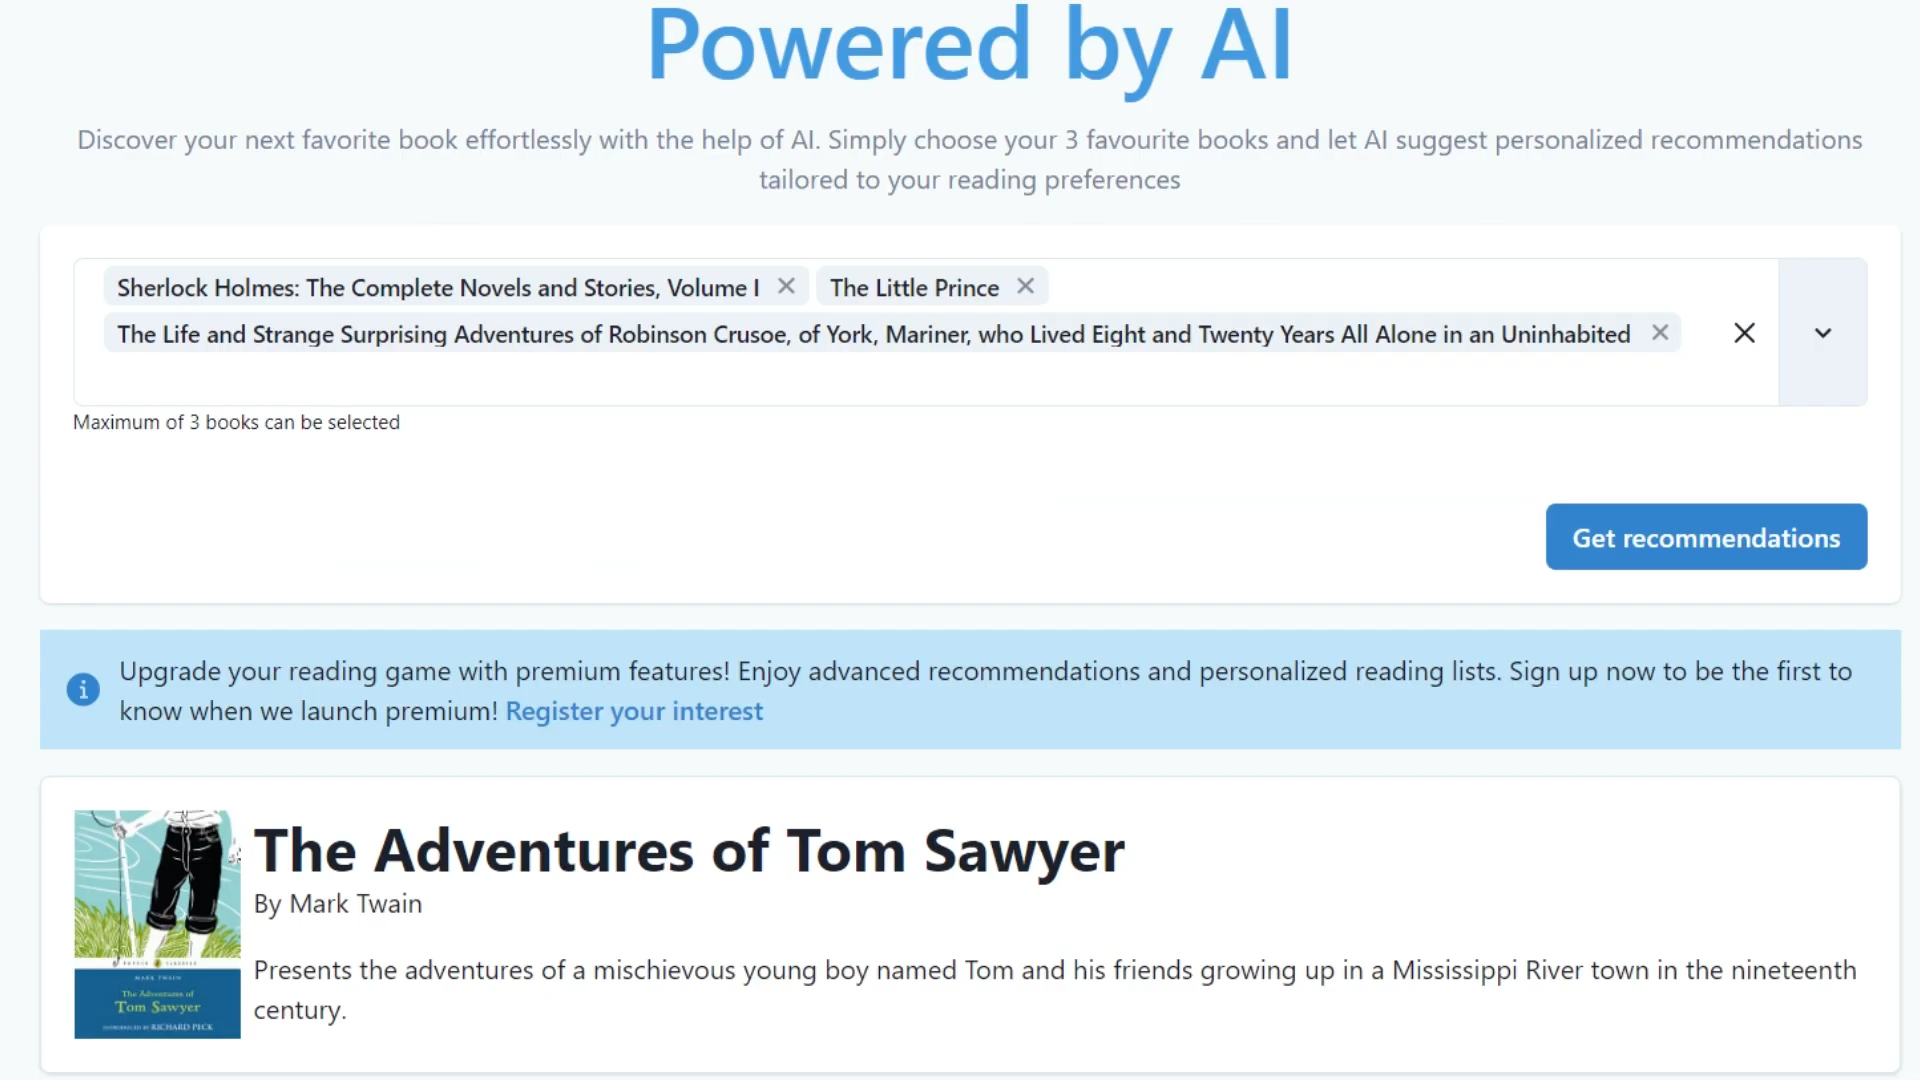 Powered by AI
Discover your next favorite book effortlessly with the help of AI. Simply choose your 3 favourite books and let AI suggest personalized recommendations
tailored to your reading preferences
Sherlock Holmes: The Complete Novels and Stories, Volume I
The Little Prince
The Life and Strange Surprising Adventures of Robinson Crusoe, of York, Mariner, who Lived Eight and Twenty Years All Alone in an Uninhabited
Maximum of 3 books can be selected
Get recommendations
Upgrade your reading game with premium features! Enjoy advanced recommendations and personalized reading lists. Sign up now to be the first to
know when we launch premium! Register your interest
The Adventures of Tom Sawyer
By Mark Twain
Presents the adventures of a mischievous young boy named Tom and his friends growing up in a Mississippi River town in the nineteenth
century.
MARK TWAIN
The Adventures of
Tom Sawyer
INTRODUCED BY RICHARD PECK